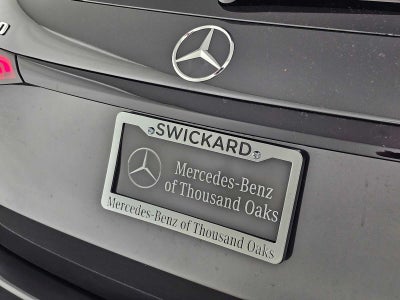 SWICKARD
Mercedes-Benz
of Thousand Oaks
Mercedes-Benz of Thousand Oaks